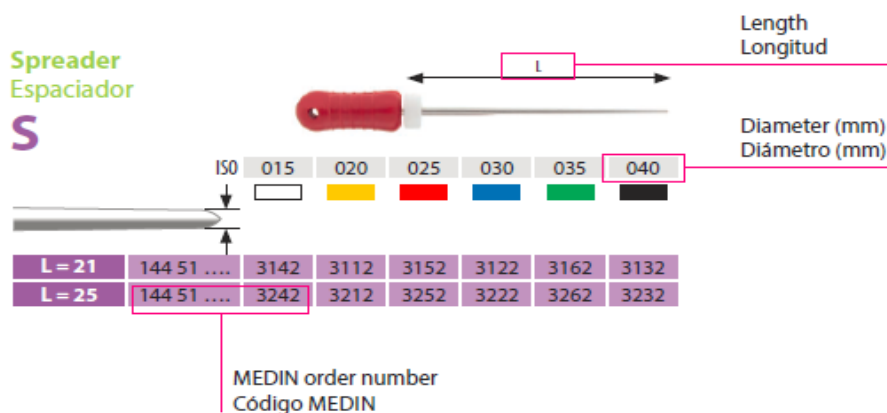 Length
Longitud
Spreader
Espaciador
S
L
Diameter (mm)
Diámetro (mm)
ISO 015 020 025 030 035 040
L = 21 144 51 .... 3142 3112 3152 3122 3162 3132
L = 25 144 51 .... 3242 3212 3252 3222 3262 3232
MEDIN order number
Código MEDIN